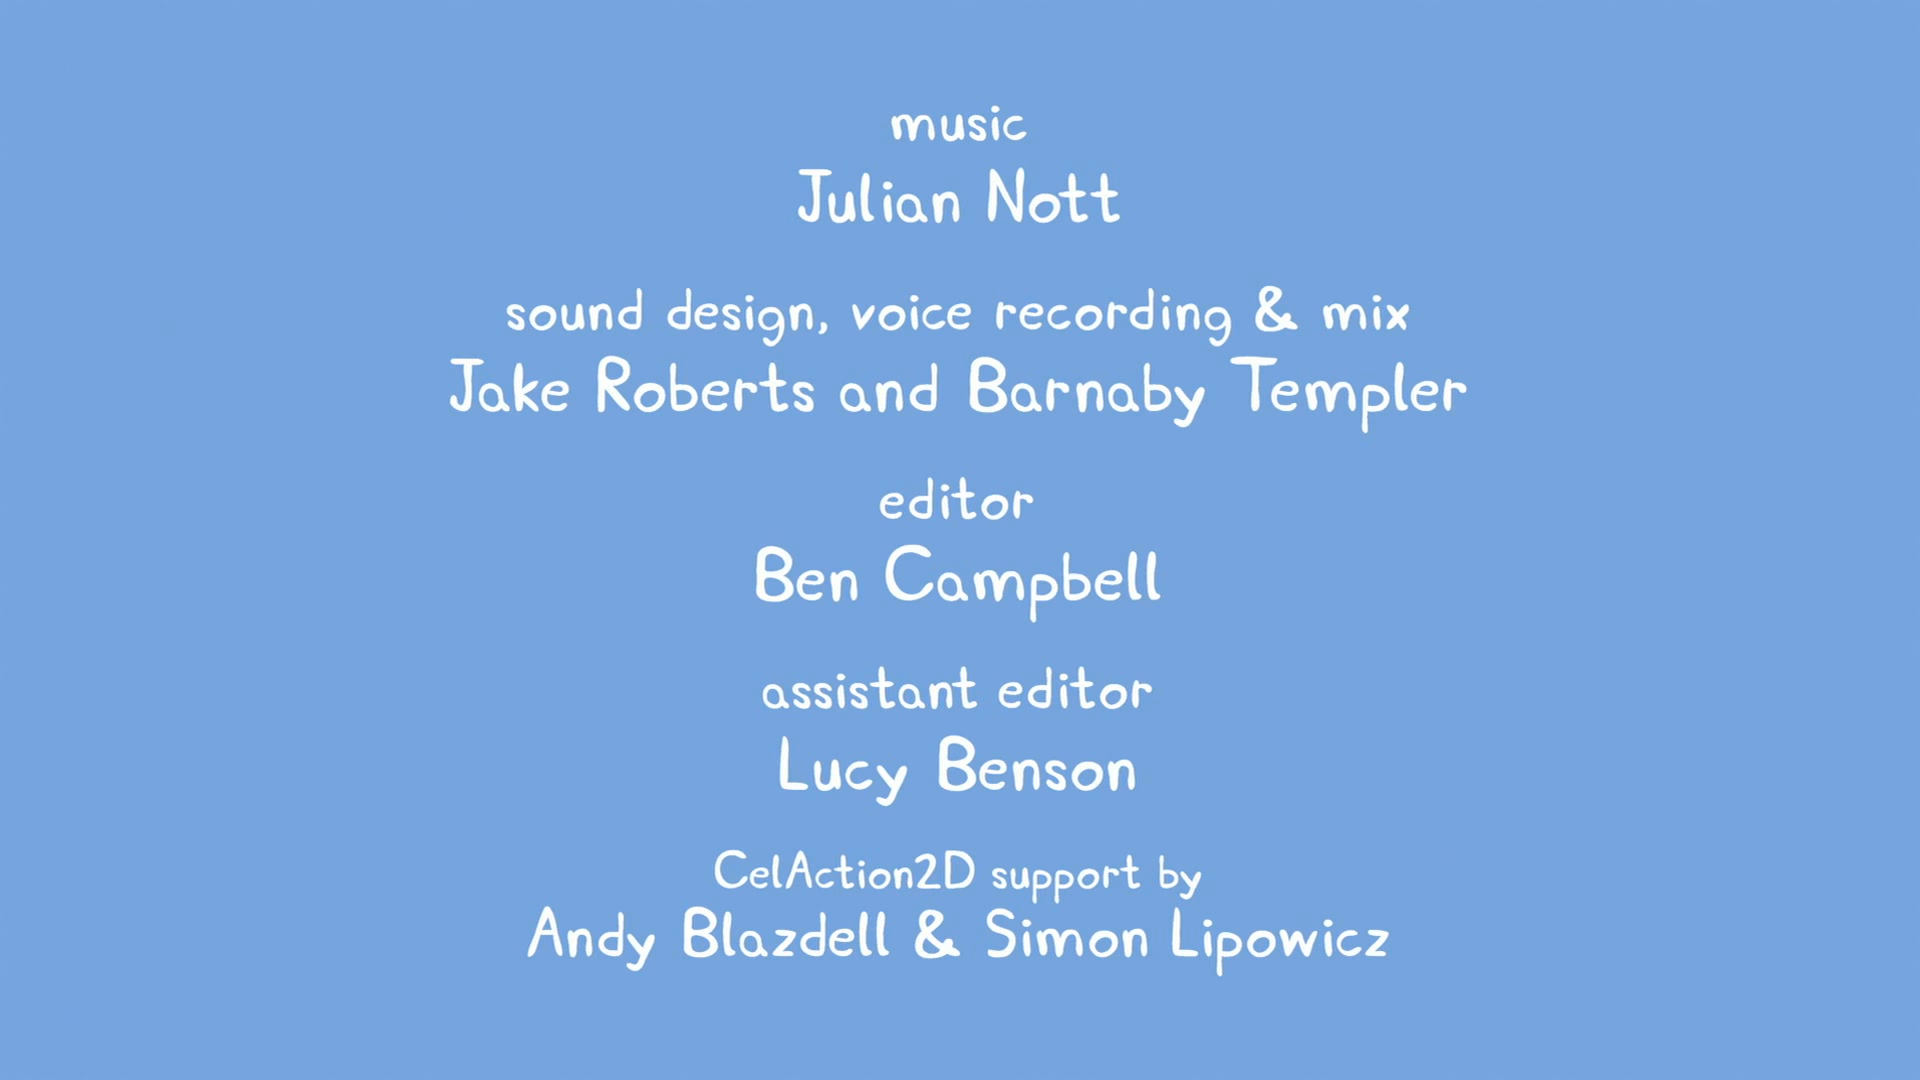 music
Julian Nott
sound design, voice recording & mix
Jake Roberts and Barnaby Templer
editor
Ben Campbell
assistant editor
Lucy Benson
CelAction2D support by
Andy Blazdell & Simon Lipowicz